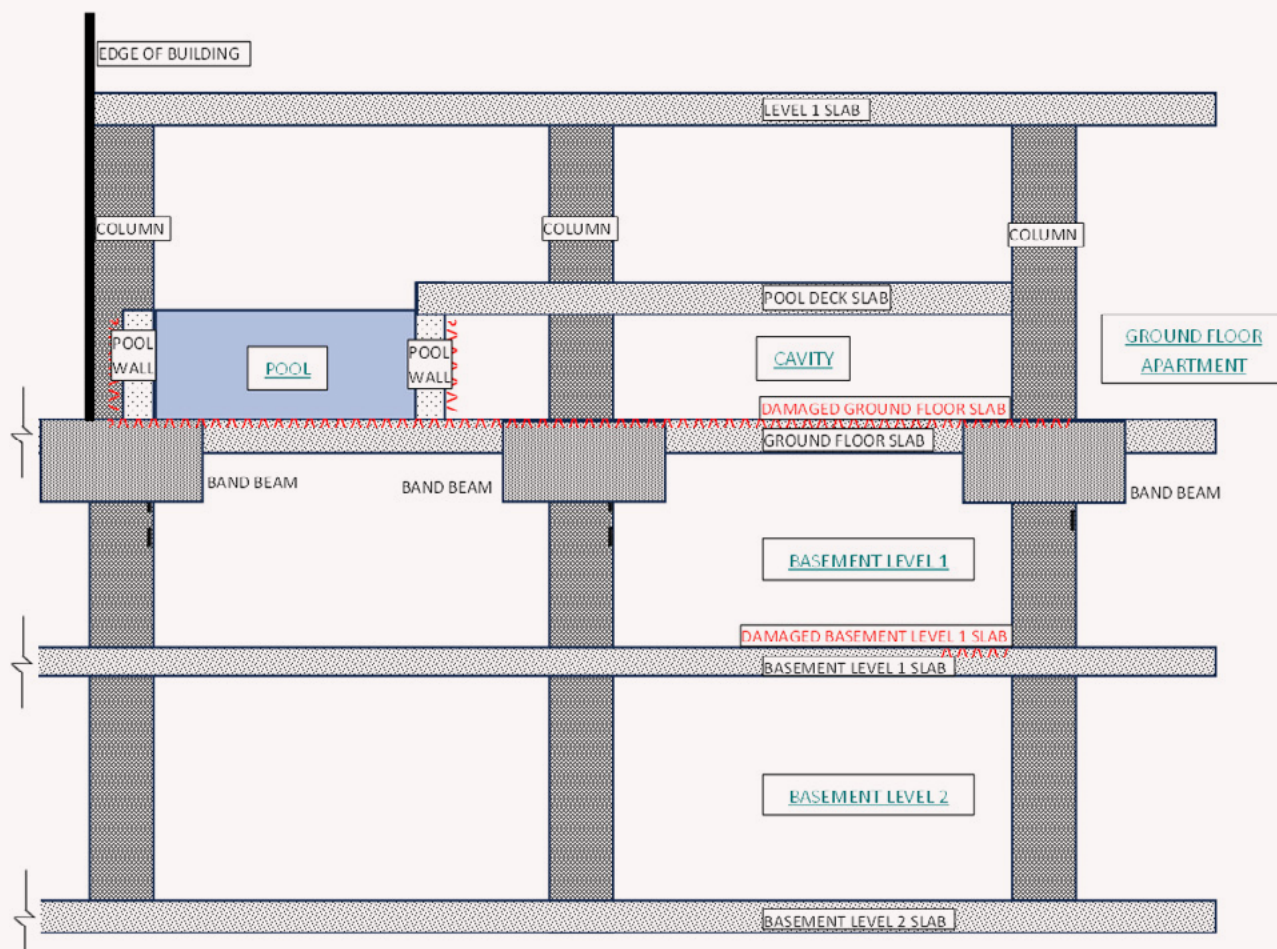 EDGE OF BUILDING
LEVEL 1 SLAB
COLUMN
COLUMN
COLUMN
POOL DECK SLAB
POOL
WALL
POOL
POOL
WALL
CAVITY
GROUND FLOOR
APARTMENT
DAMAGED GROUND FLOOR SLAB
GROUND FLOOR SLAB
BAND BEAM
BAND BEAM
BAND BEAM
BASEMENT LEVEL 1
DAMAGED BASEMENT LEVEL 1 SLAB
BASEMENT LEVEL 1 SLAB
BASEMENT LEVEL 2
BASEMENT LEVEL 2 SLAB